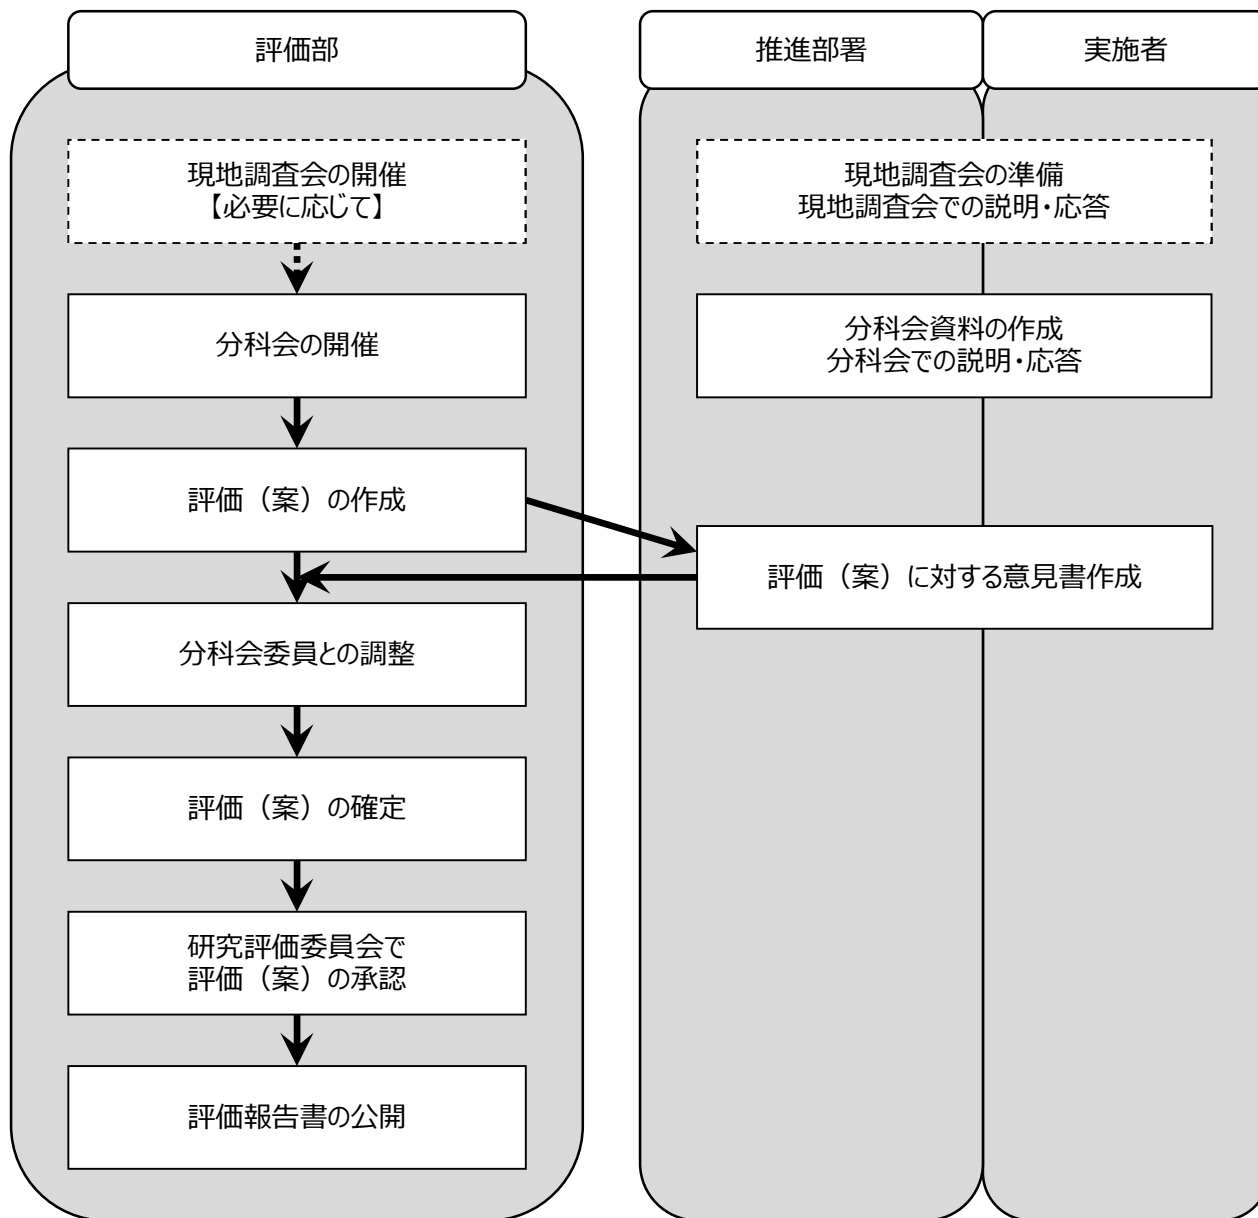 評価部
推進部署
実施者
現地調査会の開催
【必要に応じて】
現地調査会の準備
現地調査会での説明・応答
分科会の開催
分科会資料の作成
分科会での説明・応答
評価（案）の作成
評価（案）に対する意見書作成
分科会委員との調整
評価（案）の確定
研究評価委員会で
評価（案）の承認
評価報告書の公開